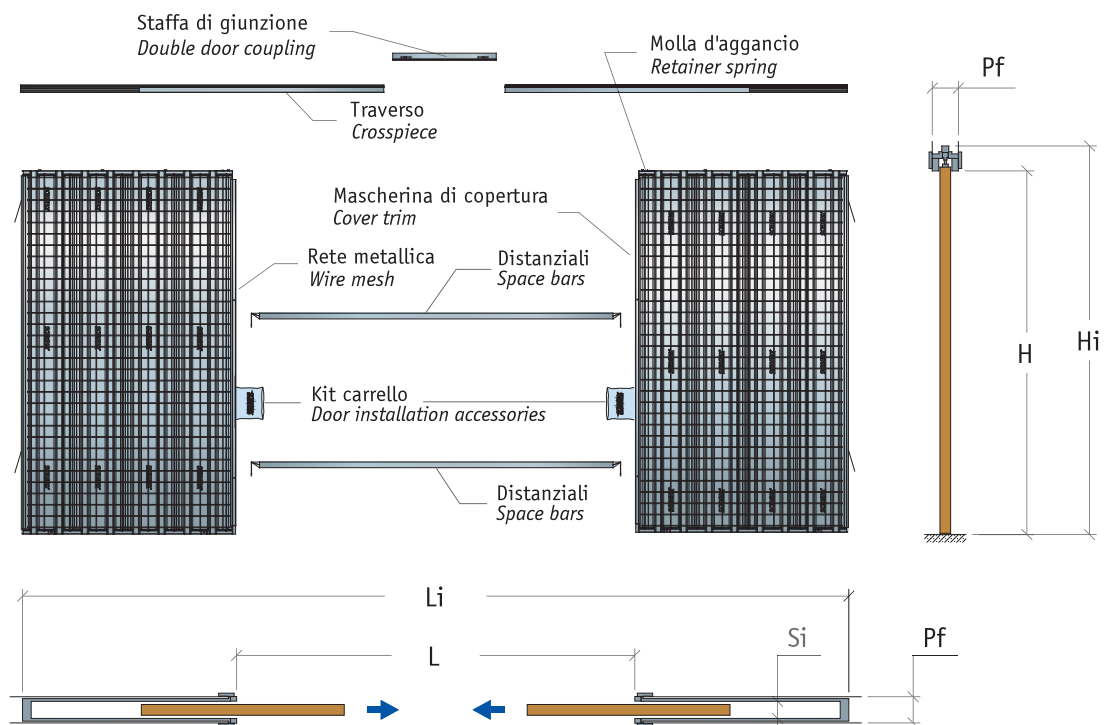 Staffa di giunzione
Double door coupling
Molla d'aggancio
Retainer spring
Pf
Traverso
Crosspiece
Mascherina di copertura
Cover trim
Rete metallica
Wire mesh
Distanziali
Space bars
H
Hi
Kit carrello
Door installation accessories
Distanziali
Space bars
Li
L
Si
Pf